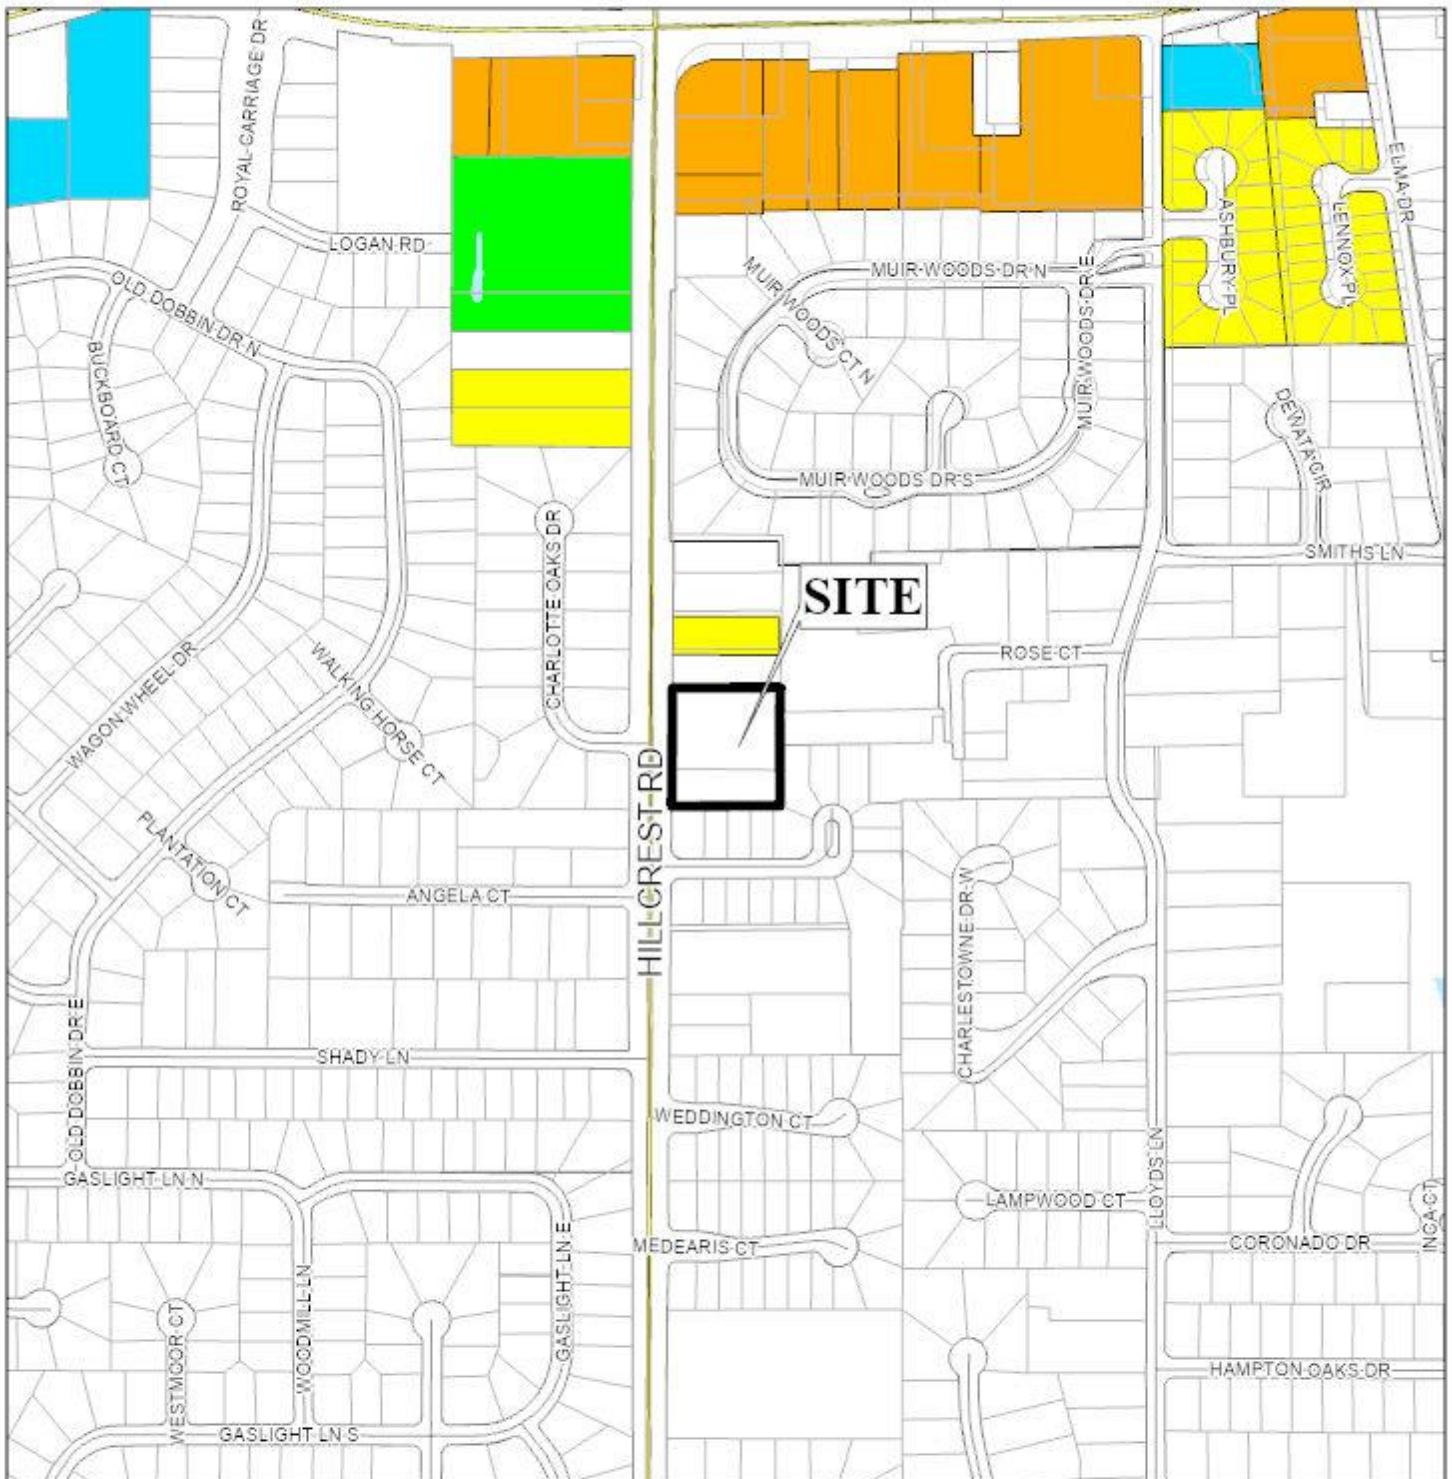 ROYAL CARRIAGE DR
LOGAN RD
OLD DOBBIN DR N
BUCKBOARD CT
MUIR WOODS DR N
MUIR WOODS CT N
MUIR WOODS DR E
MUIR WOODS DR S
ASHBURY PL
LENNOX PL
ELMA DR
DEWATA CIR
SMITHS LN
CHARLOTTE OAKS DR
SITE
ROSE CT
WAGON WHEEL DR
WALKING HORSE CT
PLANTATION CT
HILLCREST RD
ANGELA CT
CHARLESTOWNE DR W
OLD DOBBIN DR E
SHADY LN
WEDDINGTON CT
GASLIGHT LN N
LAMPWOOD CT
LLOYDS LN
INCA CT
MEDEARIS CT
CORONADO DR
GASLIGHT LN E
WOODMILL LN
WESTMOOR CT
HAMPTON OAKS DR
GASLIGHT LN S